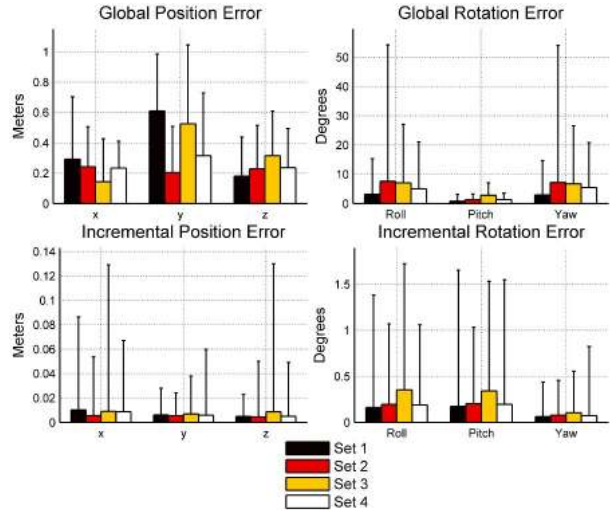 Global Position Error
Global Rotation Error
Meters
1
0.8
0.6
0.4
0.2
0
x
y
z
Degrees
50
40
30
20
10
0
Roll
Pitch
Yaw
Incremental Position Error
Incremental Rotation Error
Meters
0.14
0.12
0.1
0.08
0.06
0.04
0.02
0
x
y
z
Degrees
1.5
1
0.5
0
Roll
Pitch
Yaw
Set 1
Set 2
Set 3
Set 4